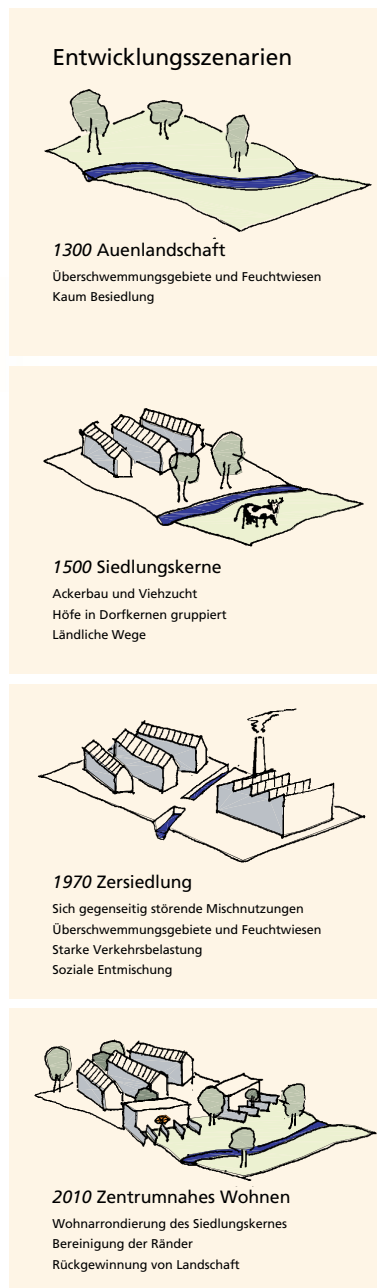 Entwicklungsszenarien
1300 Auenlandschaft
Überschwemmungsgebiete und Feuchtwiesen
Kaum Besiedlung
1500 Siedlungskerne
Ackerbau und Viehzucht
Höfe in Dorfkernen gruppiert
Ländliche Wege
1970 Zersiedlung
Sich gegenseitig störende Mischnutzungen
Überschwemmungsgebiete und Feuchtwiesen
Starke Verkehrsbelastung
Soziale Entmischung
2010 Zentrumnahes Wohnen
Wohnarrondierung des Siedlungskernes
Bereinigung der Ränder
Rückgewinnung von Landschaft